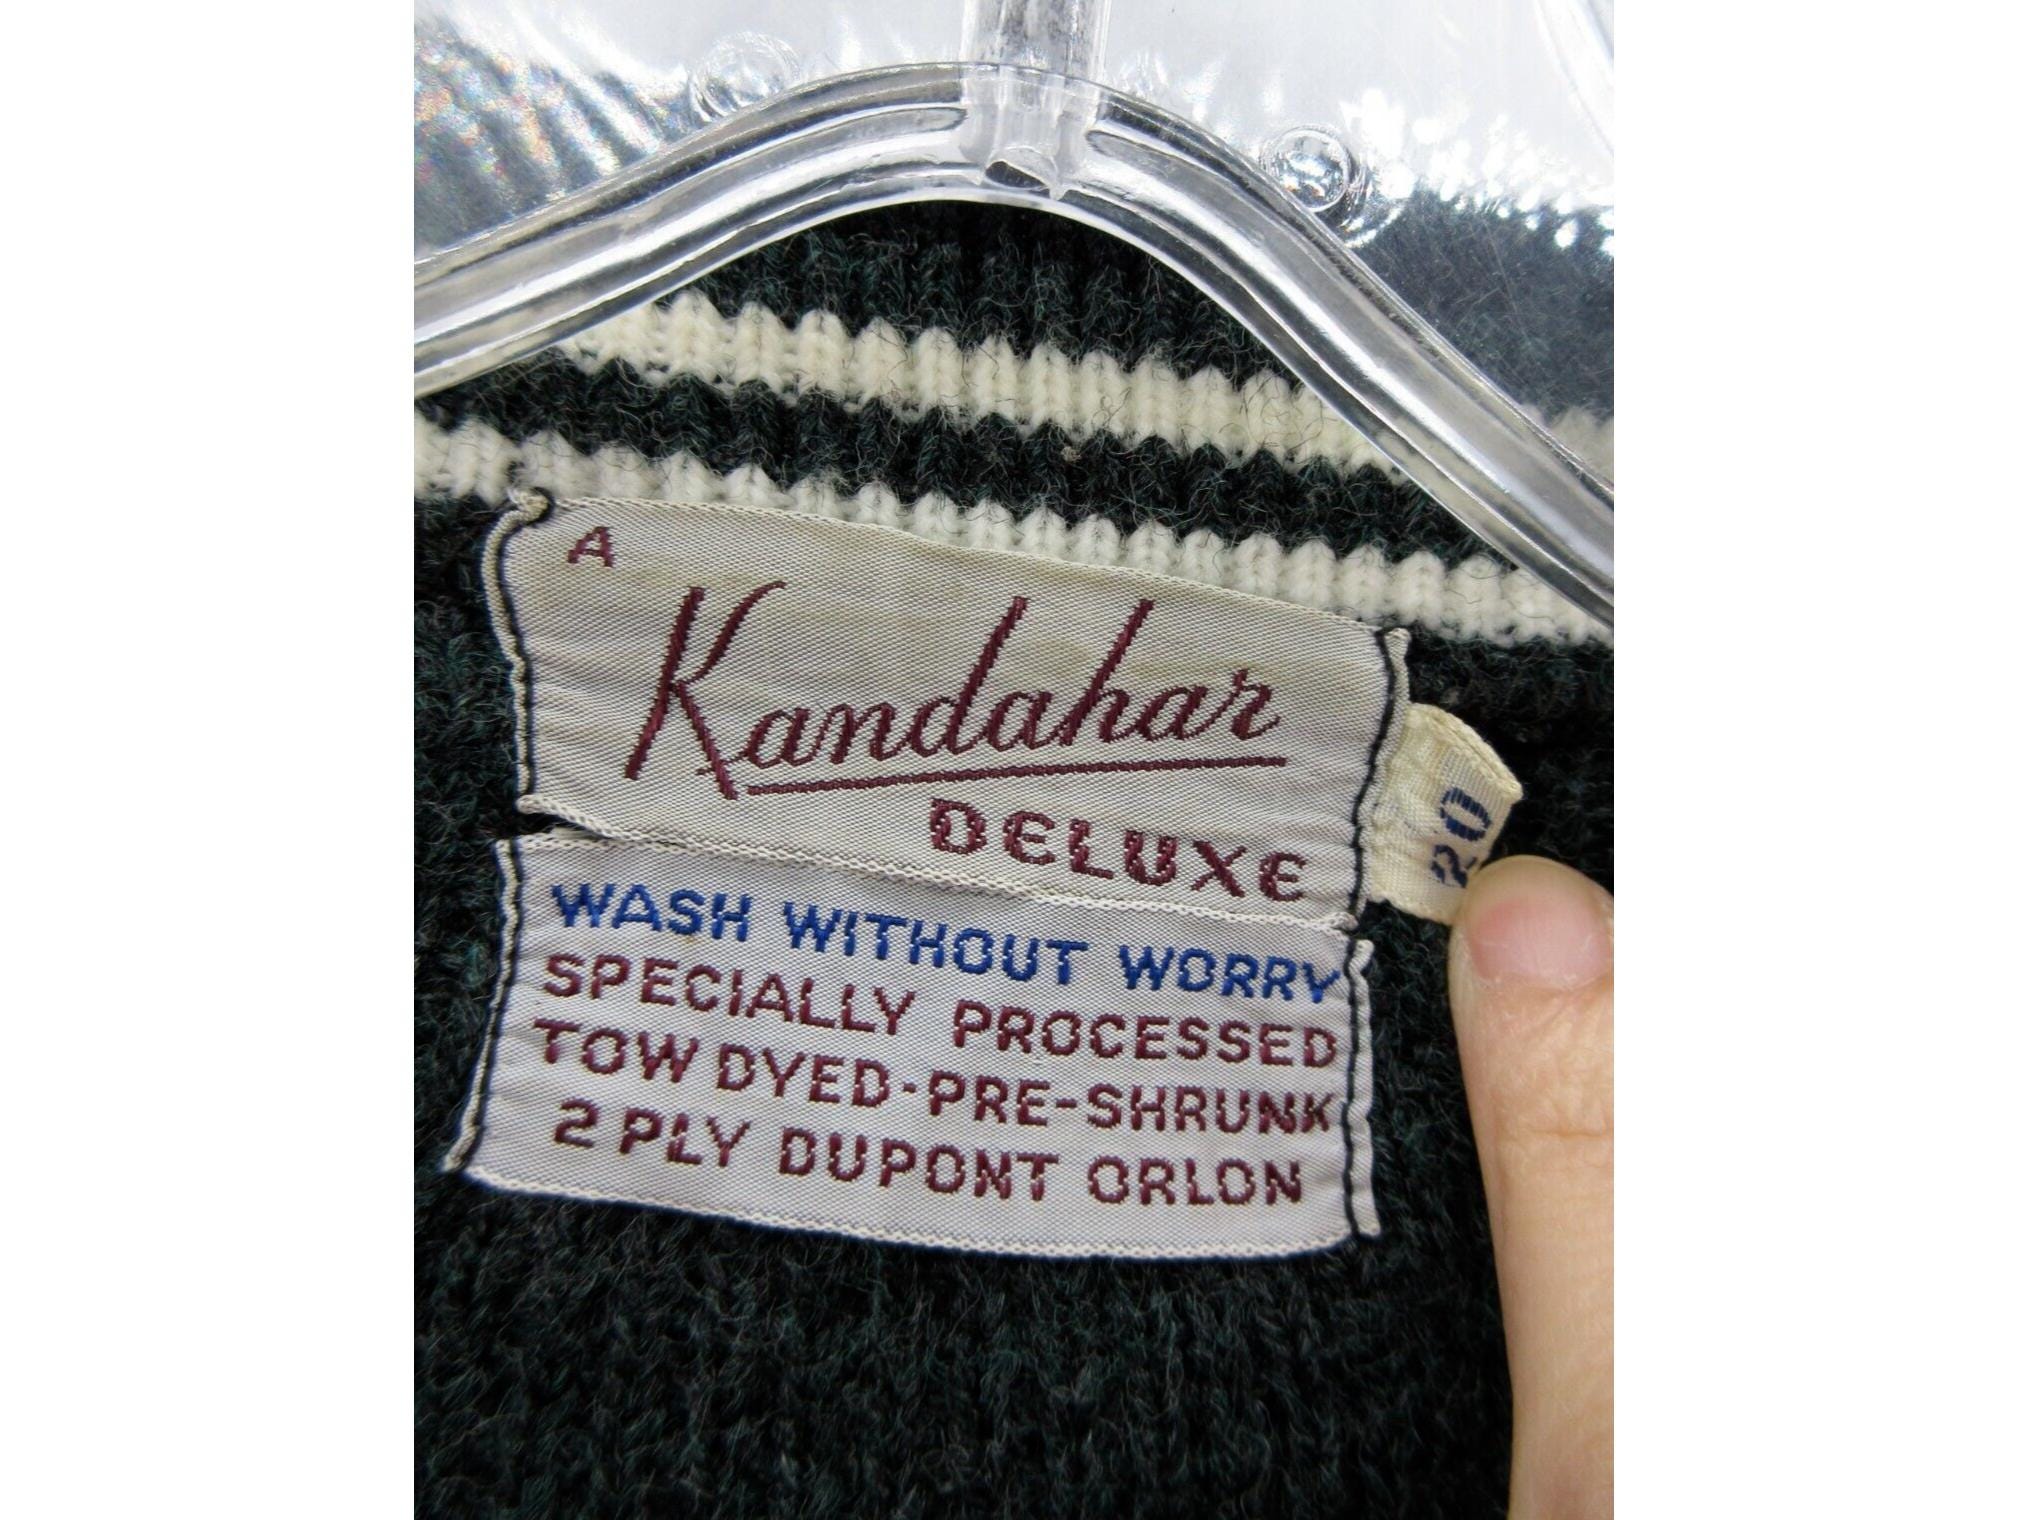 A
Kandahar
DELUXE
20
WASH WITHOUT WORRY
SPECIALLY PROCESSED
TOW DYED-PRE-SHRUNK
2 PLY DUPONT ORLON